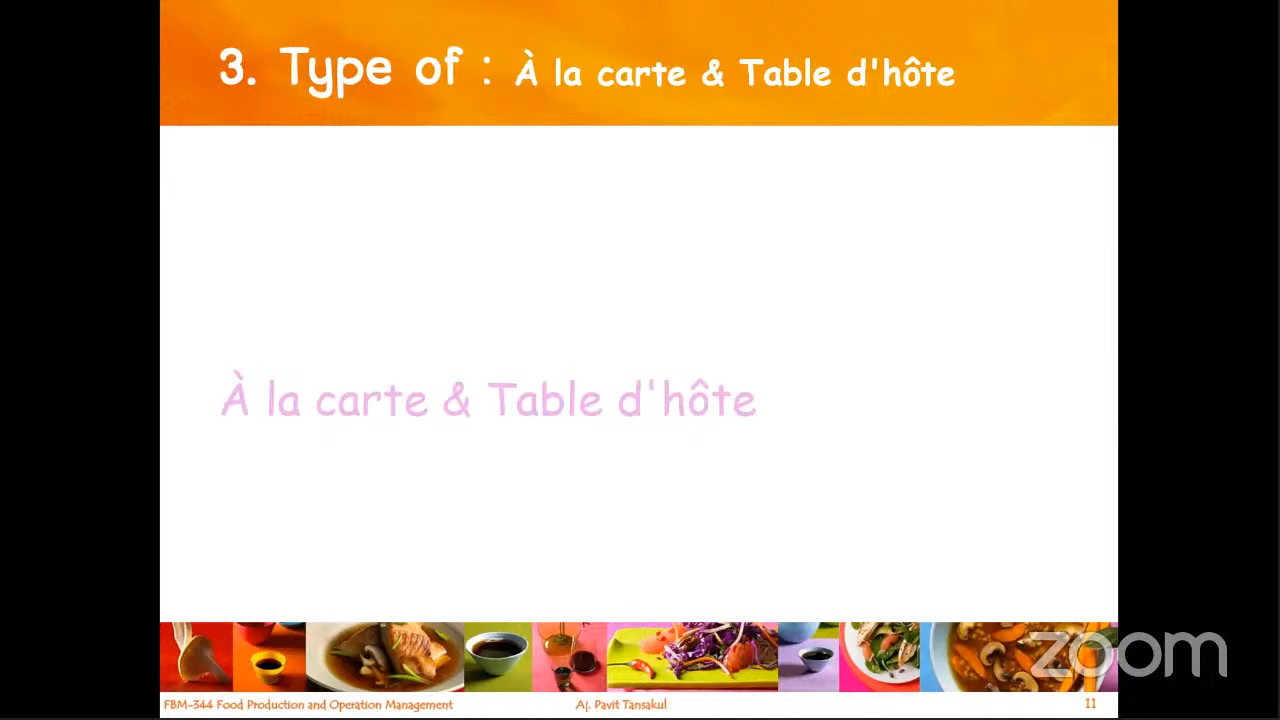 3. Type of : À la carte & Table d'hôte
À la carte & Table d'hôte
zoom
FBM-344 Food Production and Operation Management
Aj. Pavit Tansakul
11